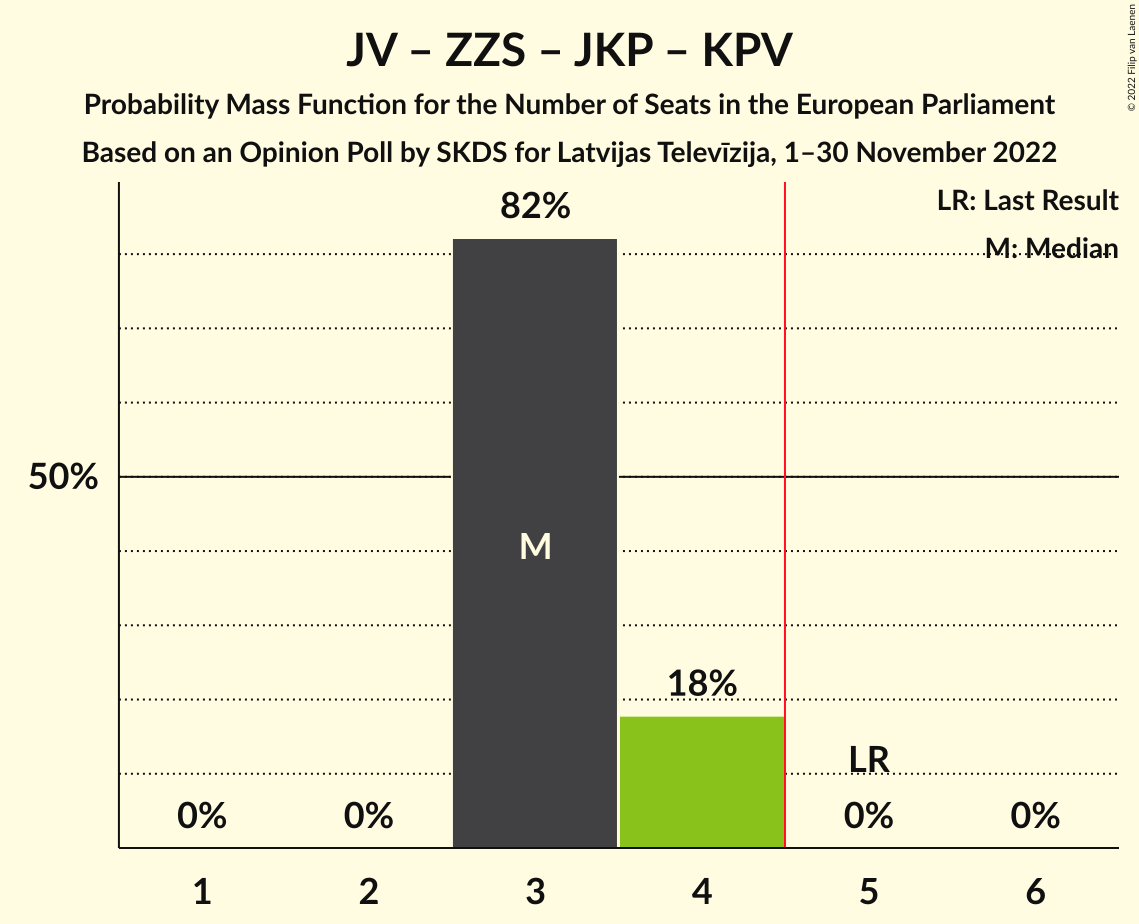 JV – ZZS – JKP – KPV
Probability Mass Function for the Number of Seats in the European Parliament
Based on an Opinion Poll by SKDS for Latvijas Televīzija, 1–30 November 2022
© 2022 Filip van Laenen
LR: Last Result
M: Median
82%
50%
M
18%
LR
0% 0% 0% 0%
1 2 3 4 5 6